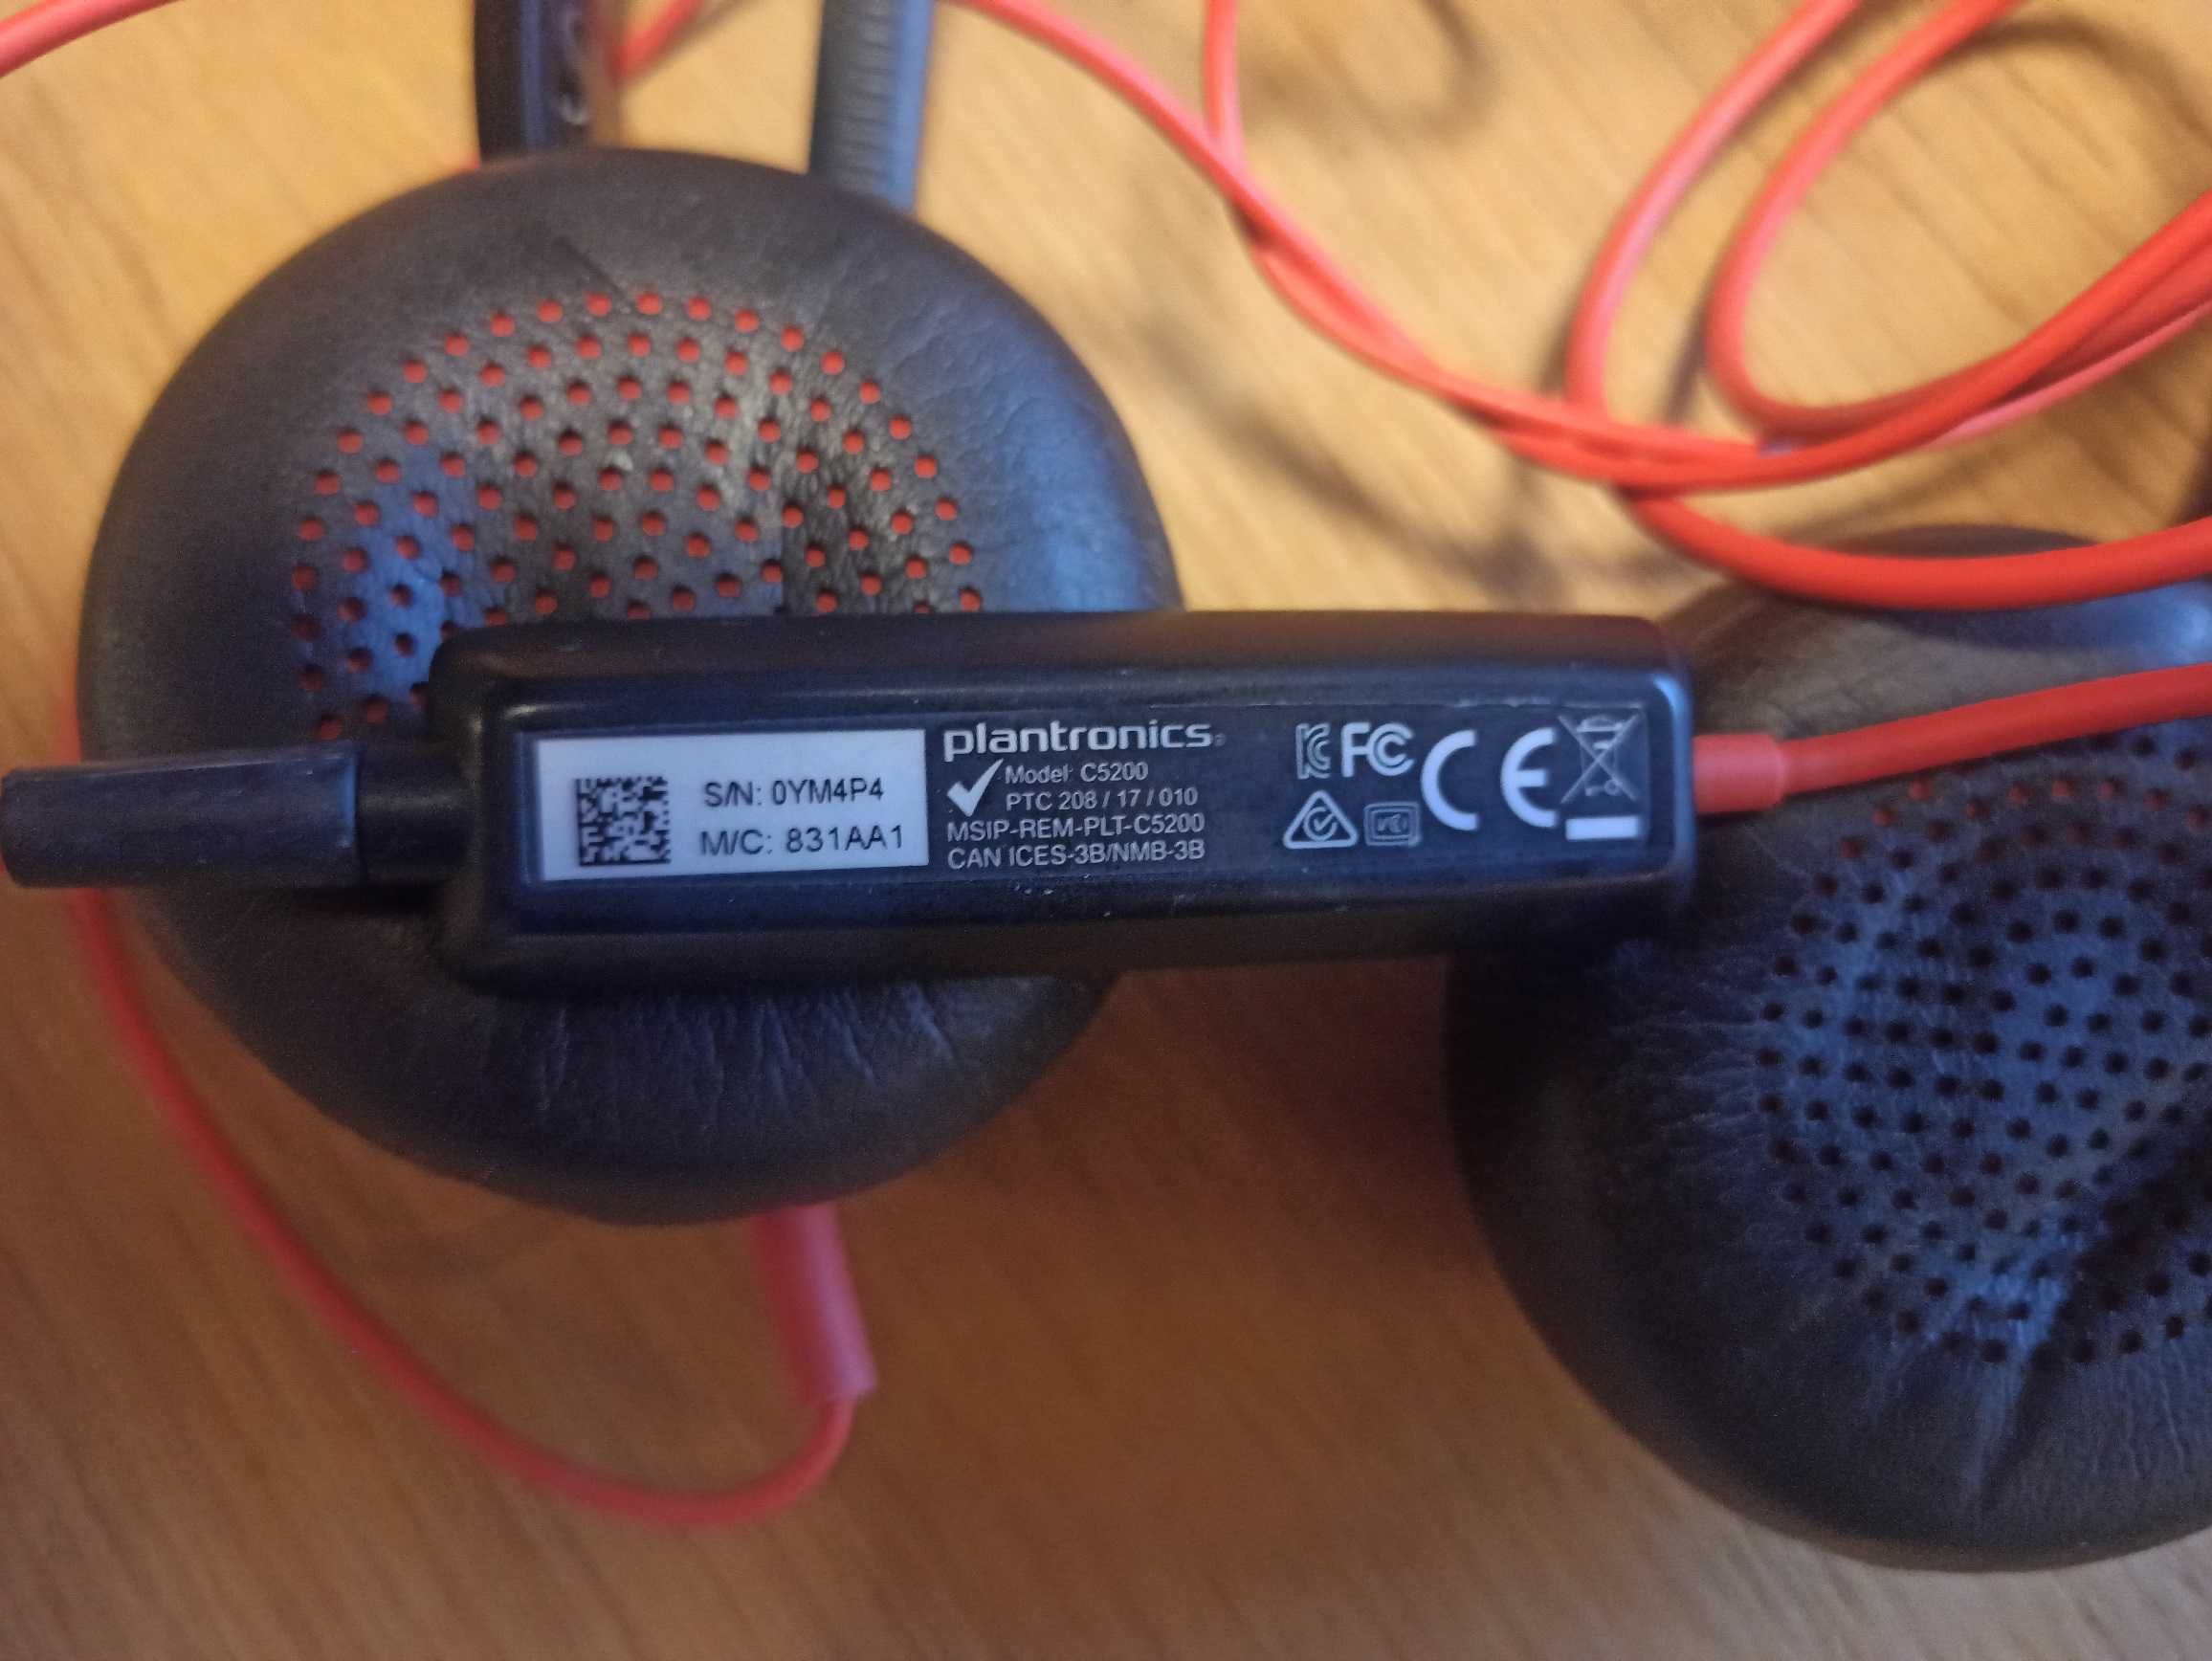 S/N: 0YM4P4
M/C: 831AA1
plantronics
Model: C5200
PTC 208 / 17 / 010
MSIP-REM-PLT-C5200
CAN ICES-3B/NMB-3B
FC
CE